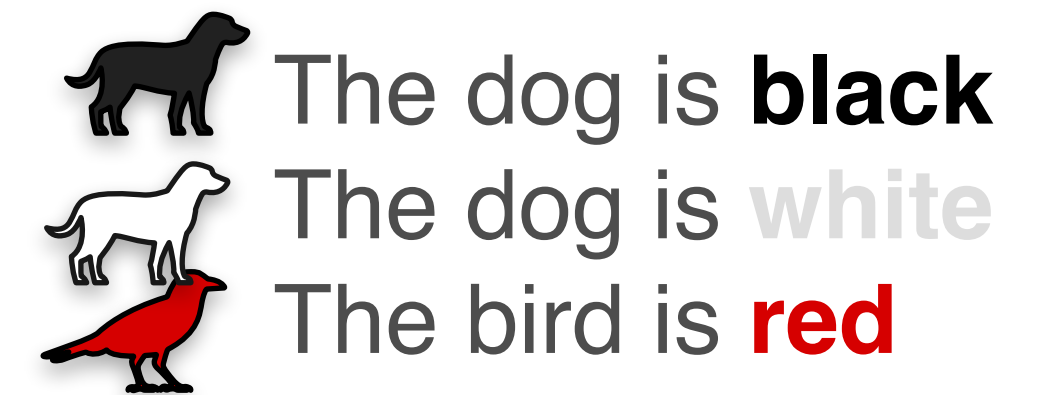 The dog is black
The dog is white
The bird is red